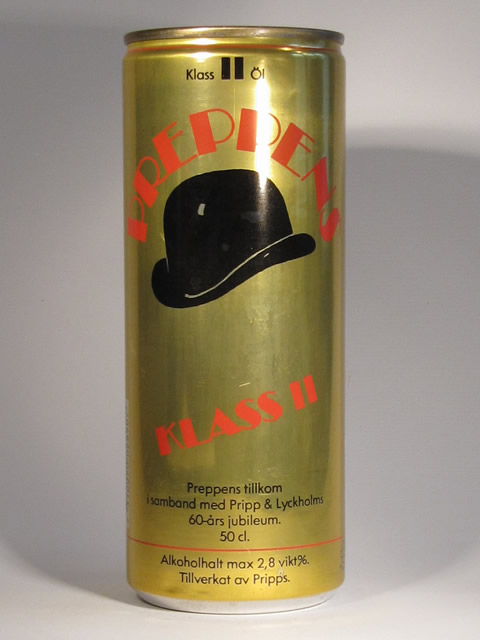 Klass II Öl
PREPPENS
KLASS II
Preppens tillkom
i samband med Pripp & Lyckholms
60-års jubileum.
50 cl.
Alkoholhalt max 2,8 vikt%.
Tillverkat av Pripps.